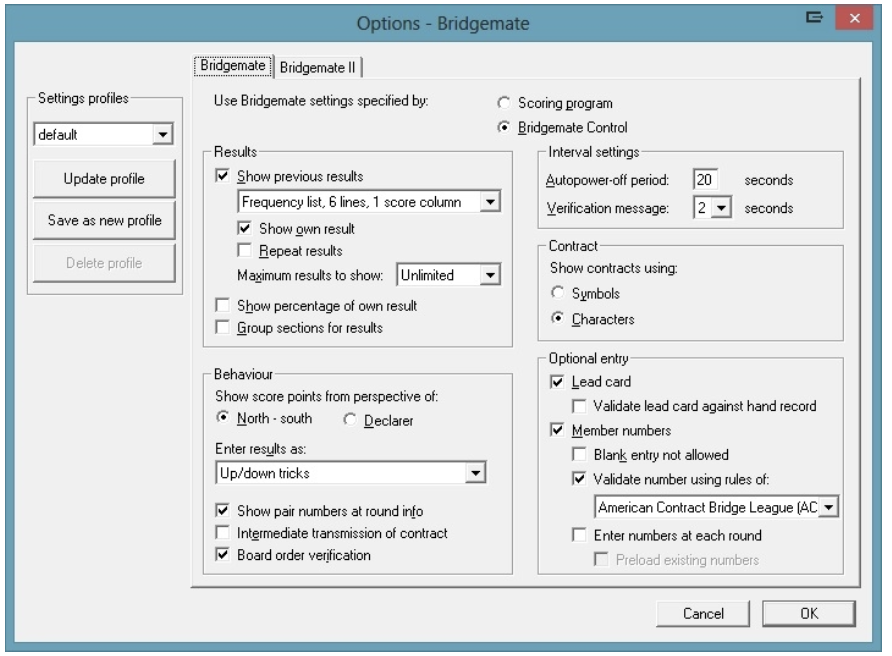 Options - Bridgemate
Bridgemate
Bridgemate II
Settings profiles
default
Update profile
Save as new profile
Delete profile
Use Bridgemate settings specified by:
Scoring program
Bridgemate Control
Results
Show previous results
Frequency list, 6 lines, 1 score column
Show own result
Repeat results
Maximum results to show: Unlimited
Show percentage of own result
Group sections for results
Interval settings
Autopower-off period: 20 seconds
Verification message: 2 seconds
Contract
Show contracts using:
Symbols
Characters
Behaviour
Show score points from perspective of:
North - south
Declarer
Enter results as:
Up/down tricks
Show pair numbers at round info
Intermediate transmission of contract
Board order verification
Optional entry
Lead card
Validate lead card against hand record
Member numbers
Blank entry not allowed
Validate number using rules of:
American Contract Bridge League (AC
Enter numbers at each round
Preload existing numbers
Cancel
OK